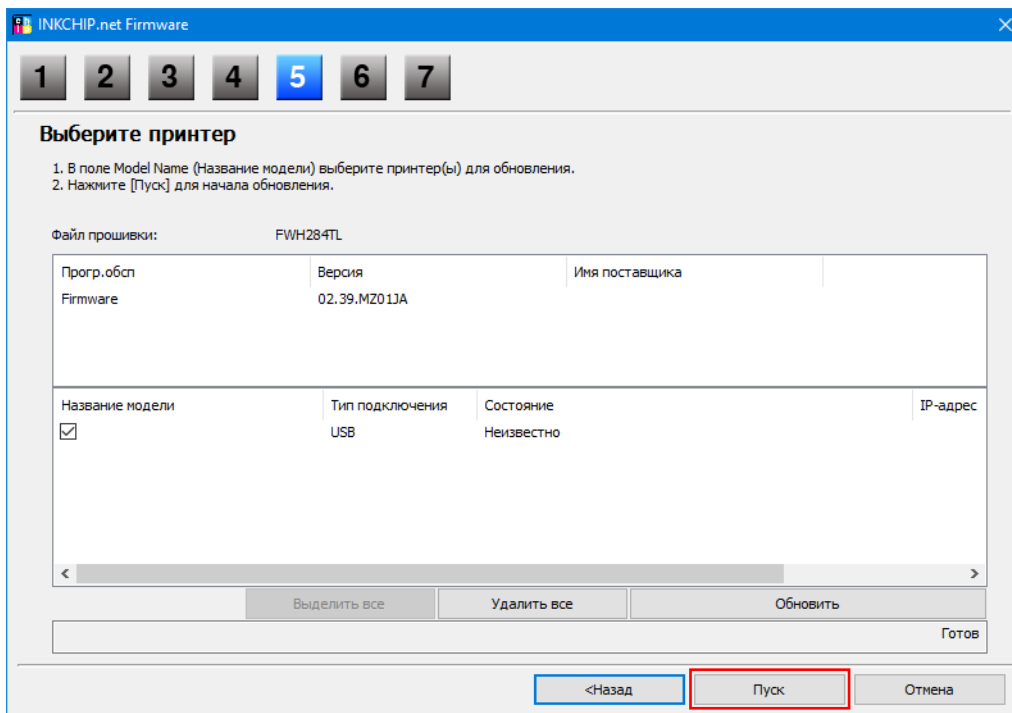 INKCHIP.net Firmware
1 2 3 4 5 6 7
Выберите принтер
1. В поле Model Name (Название модели) выберите принтер(ы) для обновления.
2. Нажмите [Пуск] для начала обновления.
Файл прошивки: FWH284TL
Прогр.обсп Версия Имя поставщика
Firmware 02.39.MZ01JA
Название модели Тип подключения Состояние IP-адрес
USB Неизвестно
Выделить все Удалить все Обновить
Готов
<Назад Пуск Отмена